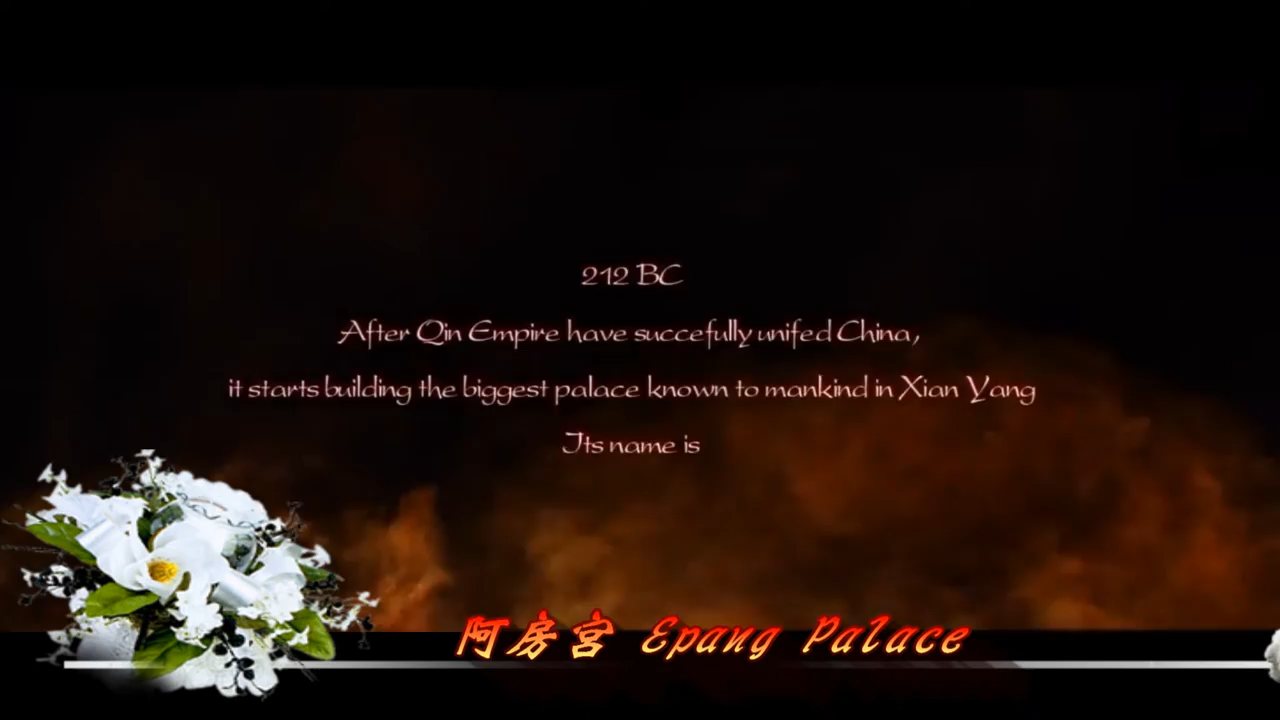 212 BC
After Qin Empire have succefully unifed China,
it starts building the biggest palace known to mankind in Xian Yang
Its name is
阿房宫 Epang Palace